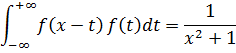 ∫_{-∞}^{+∞} f(x − t) f(t)dt = 1/(x² + 1)